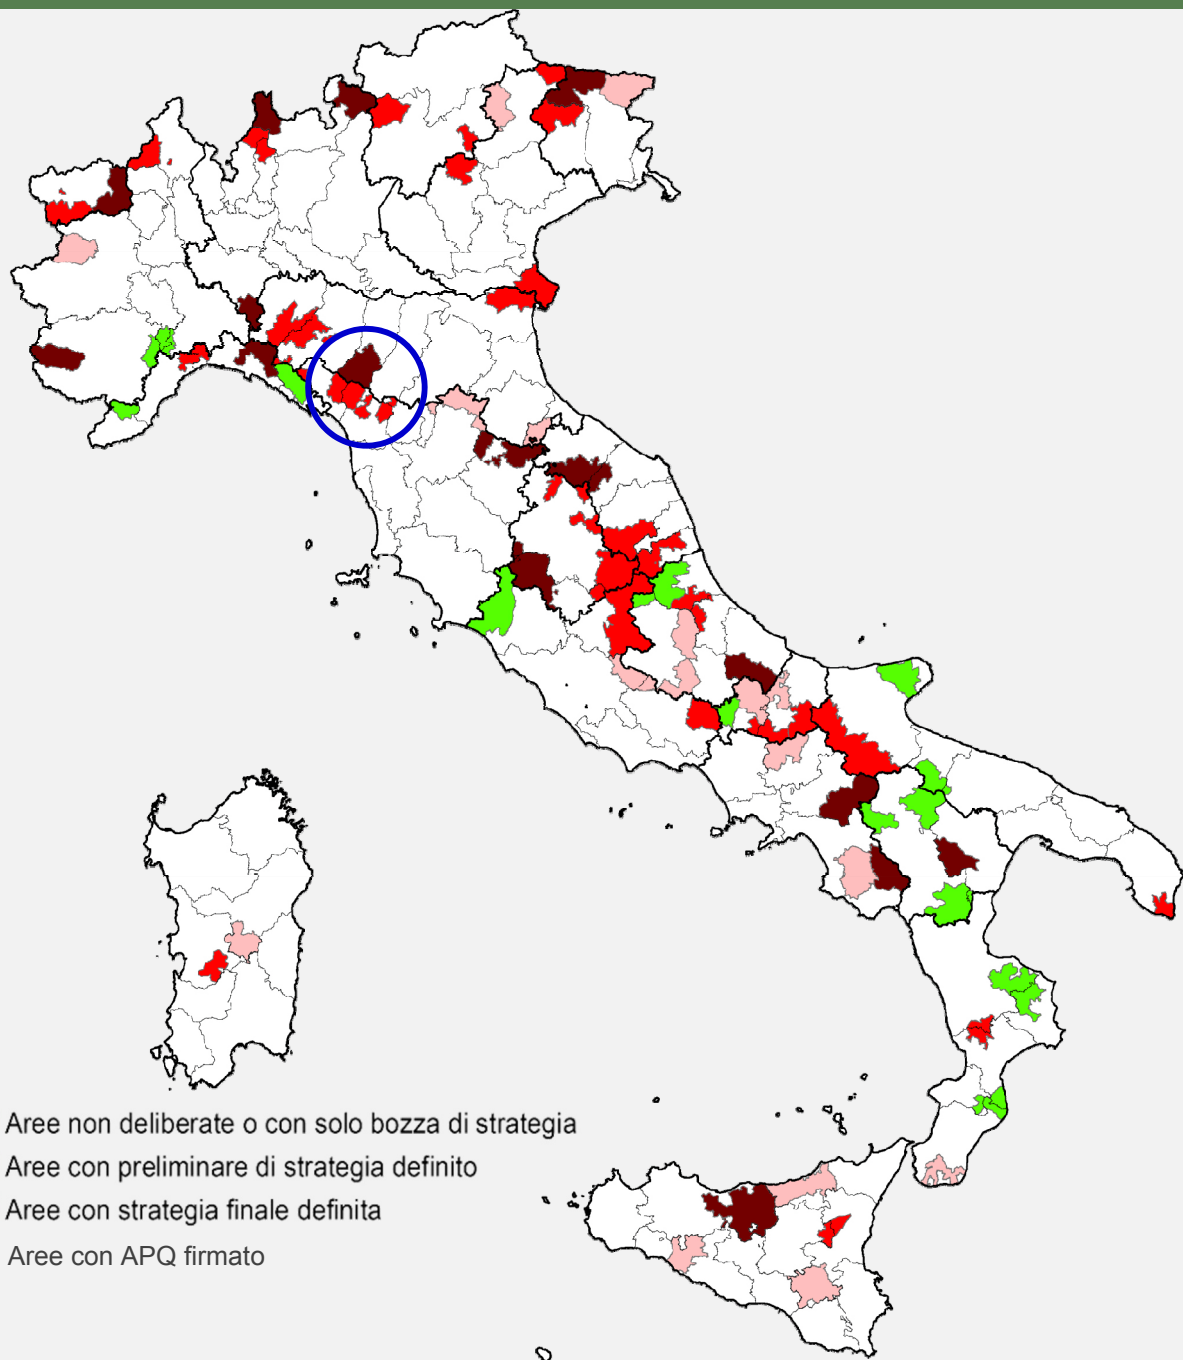 Aree non deliberate o con solo bozza di strategia
Aree con preliminare di strategia definito
Aree con strategia finale definita
Aree con APQ firmato